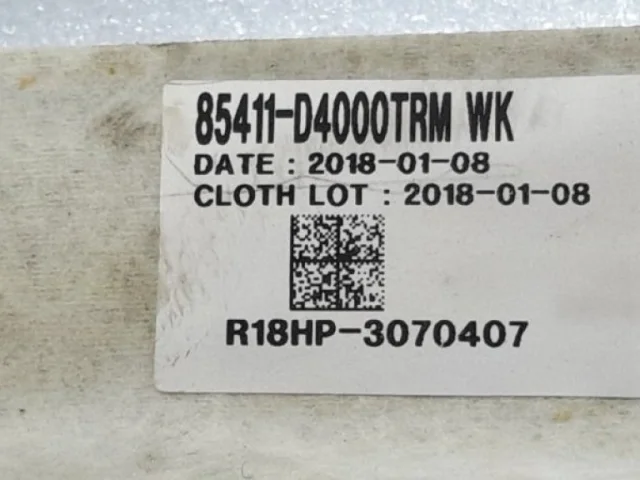 85411-D4000TRM WK
DATE : 2018-01-08
CLOTH LOT : 2018-01-08
R18HP-3070407